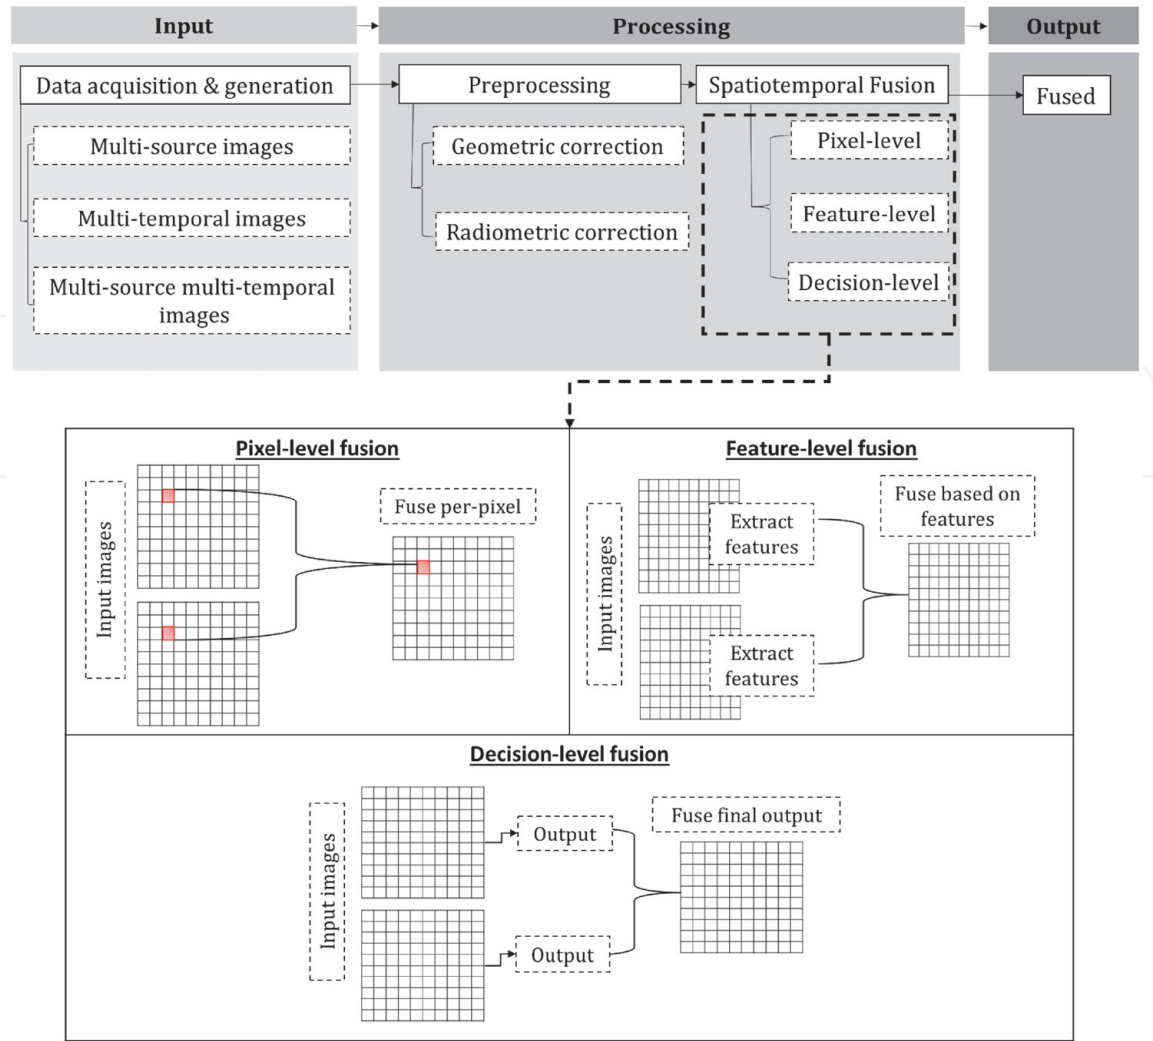 Input
Processing
Output
Data acquisition & generation
Preprocessing
Spatiotemporal Fusion
Fused
Multi-source images
Multi-temporal images
Multi-source multi-temporal
images
Geometric correction
Radiometric correction
Pixel-level
Feature-level
Decision-level
Pixel-level fusion
Input images
Fuse per-pixel
Feature-level fusion
Input images
Extract
features
Extract
features
Fuse based on
features
Decision-level fusion
Input images
Output
Output
Fuse final output